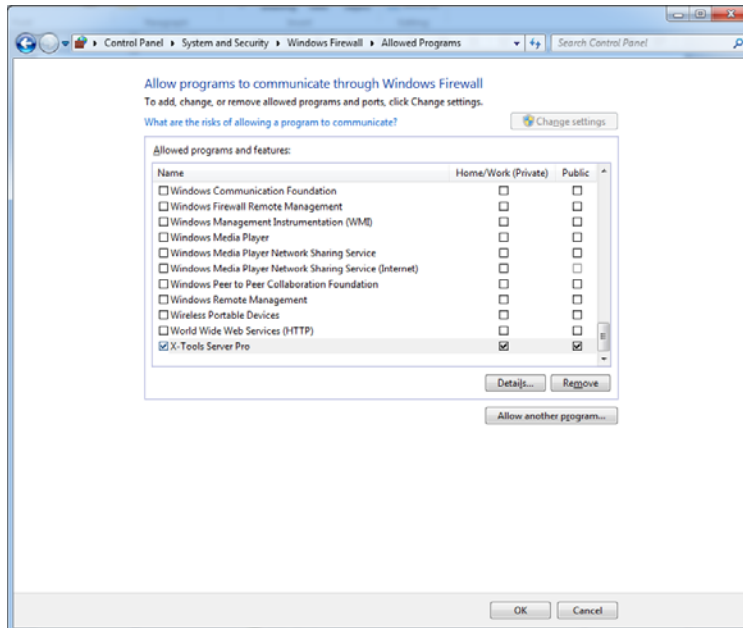 Control Panel ▸ System and Security ▸ Windows Firewall ▸ Allowed Programs
Search Control Panel
Allow programs to communicate through Windows Firewall
To add, change, or remove allowed programs and ports, click Change settings.
What are the risks of allowing a program to communicate?
Change settings
Allowed programs and features:
Name Home/Work (Private) Public
Windows Communication Foundation
Windows Firewall Remote Management
Windows Management Instrumentation (WMI)
Windows Media Player
Windows Media Player Network Sharing Service
Windows Media Player Network Sharing Service (Internet)
Windows Peer to Peer Collaboration Foundation
Windows Remote Management
Wireless Portable Devices
World Wide Web Services (HTTP)
X-Tools Server Pro
Details... Remove
Allow another program...
OK Cancel